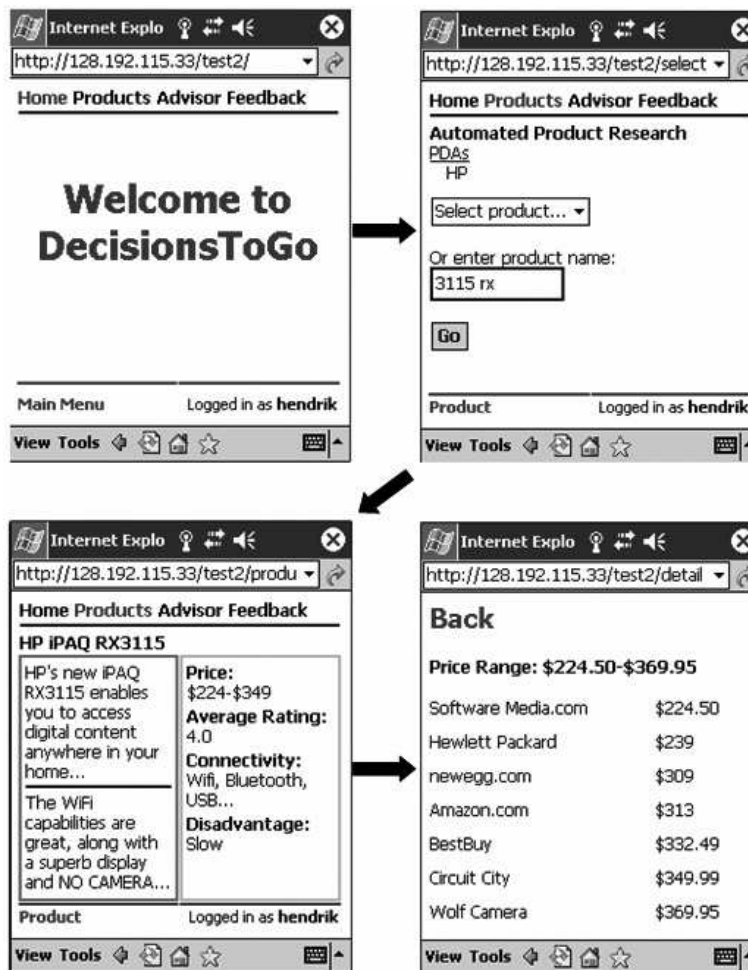 Internet Explo
http://128.192.115.33/test2/
Home Products Advisor Feedback
Welcome to
DecisionsToGo
Main Menu
Logged in as hendrik
View Tools
Internet Explo
http://128.192.115.33/test2/select
Home Products Advisor Feedback
Automated Product Research
PDAs
HP
Select product...
Or enter product name:
3115 rx
Go
Product
Logged in as hendrik
View Tools
Internet Explo
http://128.192.115.33/test2/produ
Home Products Advisor Feedback
HP iPAQ RX3115
HP's new iPAQ
RX3115 enables
you to access
digital content
anywhere in your
home...
The WiFi
capabilities are
great, along with
a superb display
and NO CAMERA...
Price:
$224-$349
Average Rating:
4.0
Connectivity:
Wifi, Bluetooth,
USB...
Disadvantage:
Slow
Product
Logged in as hendrik
View Tools
Internet Explo
http://128.192.115.33/test2/detail
Back
Price Range: $224.50-$369.95
Software Media.com $224.50
Hewlett Packard $239
newegg.com $309
Amazon.com $313
BestBuy $332.49
Circuit City $349.99
Wolf Camera $369.95
View Tools